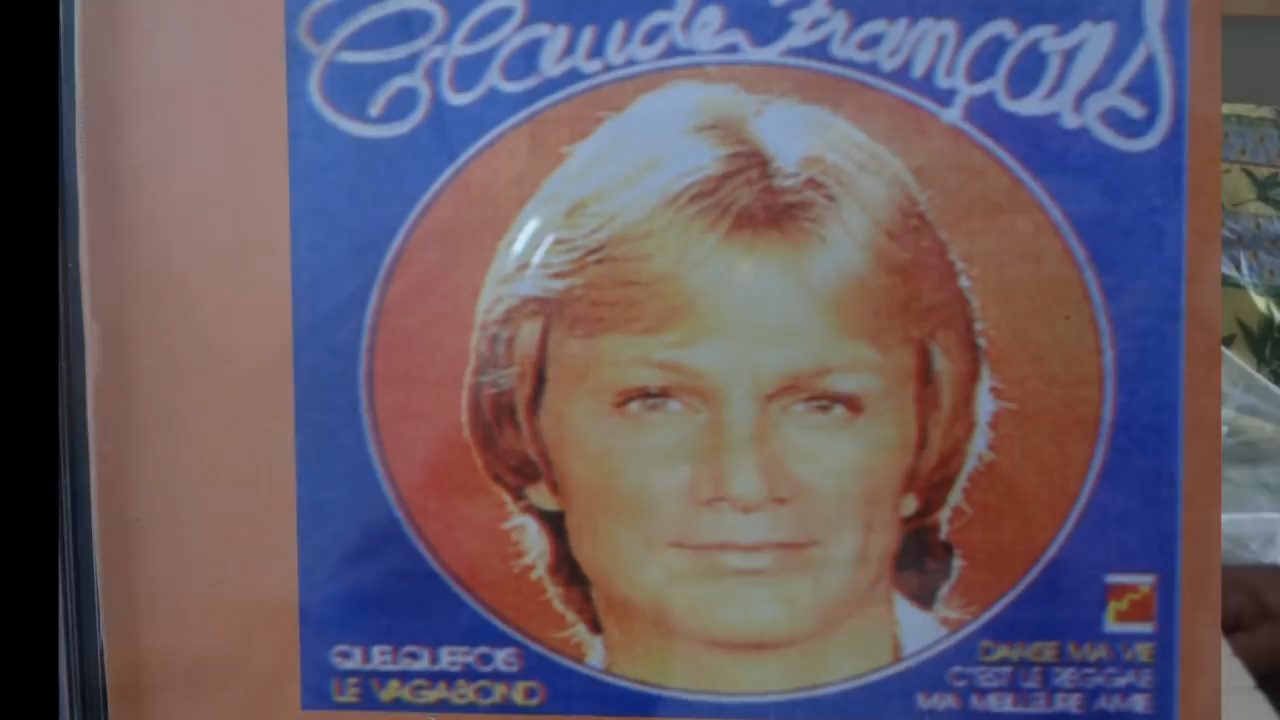 Claude François
QUELQUEFOIS
LE VAGABOND
DANSE MA VIE
C'EST LE REGGAE
MA MEILLEURE AMIE